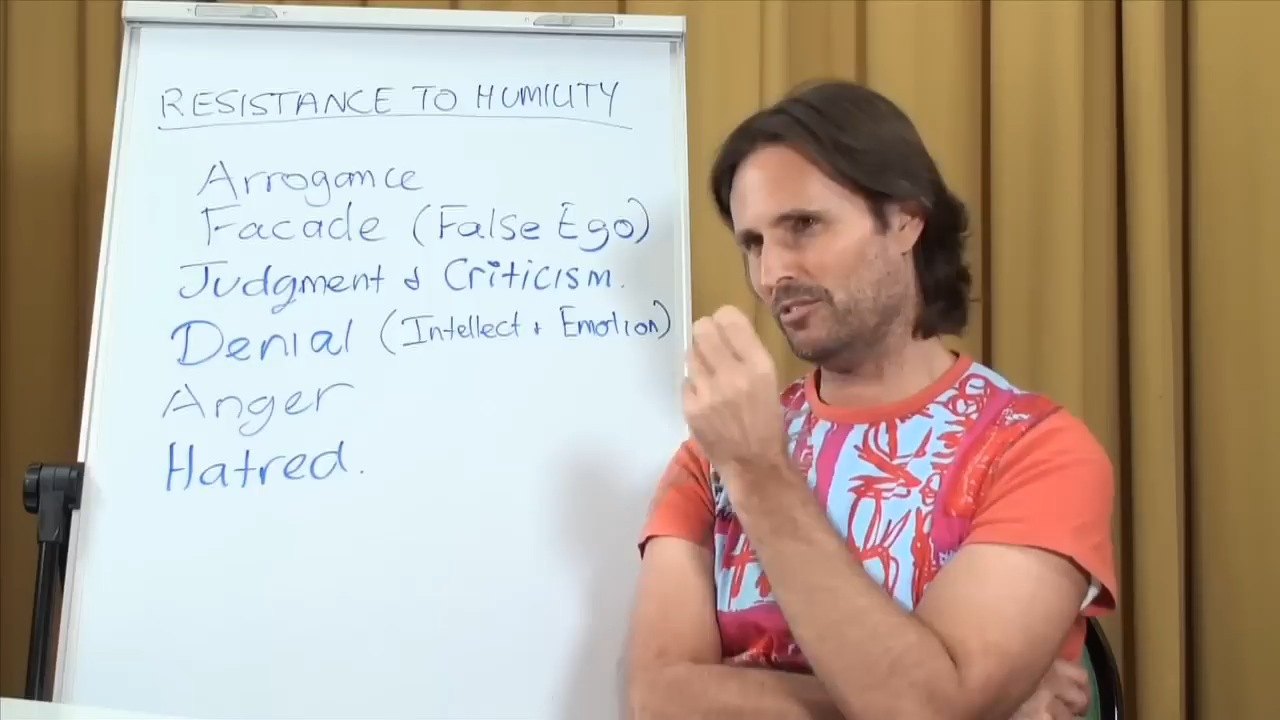 RESISTANCE TO HUMILITY
Arrogance
Facade (False Ego)
Judgment & Criticism.
Denial (Intellect + Emotion)
Anger
Hatred.